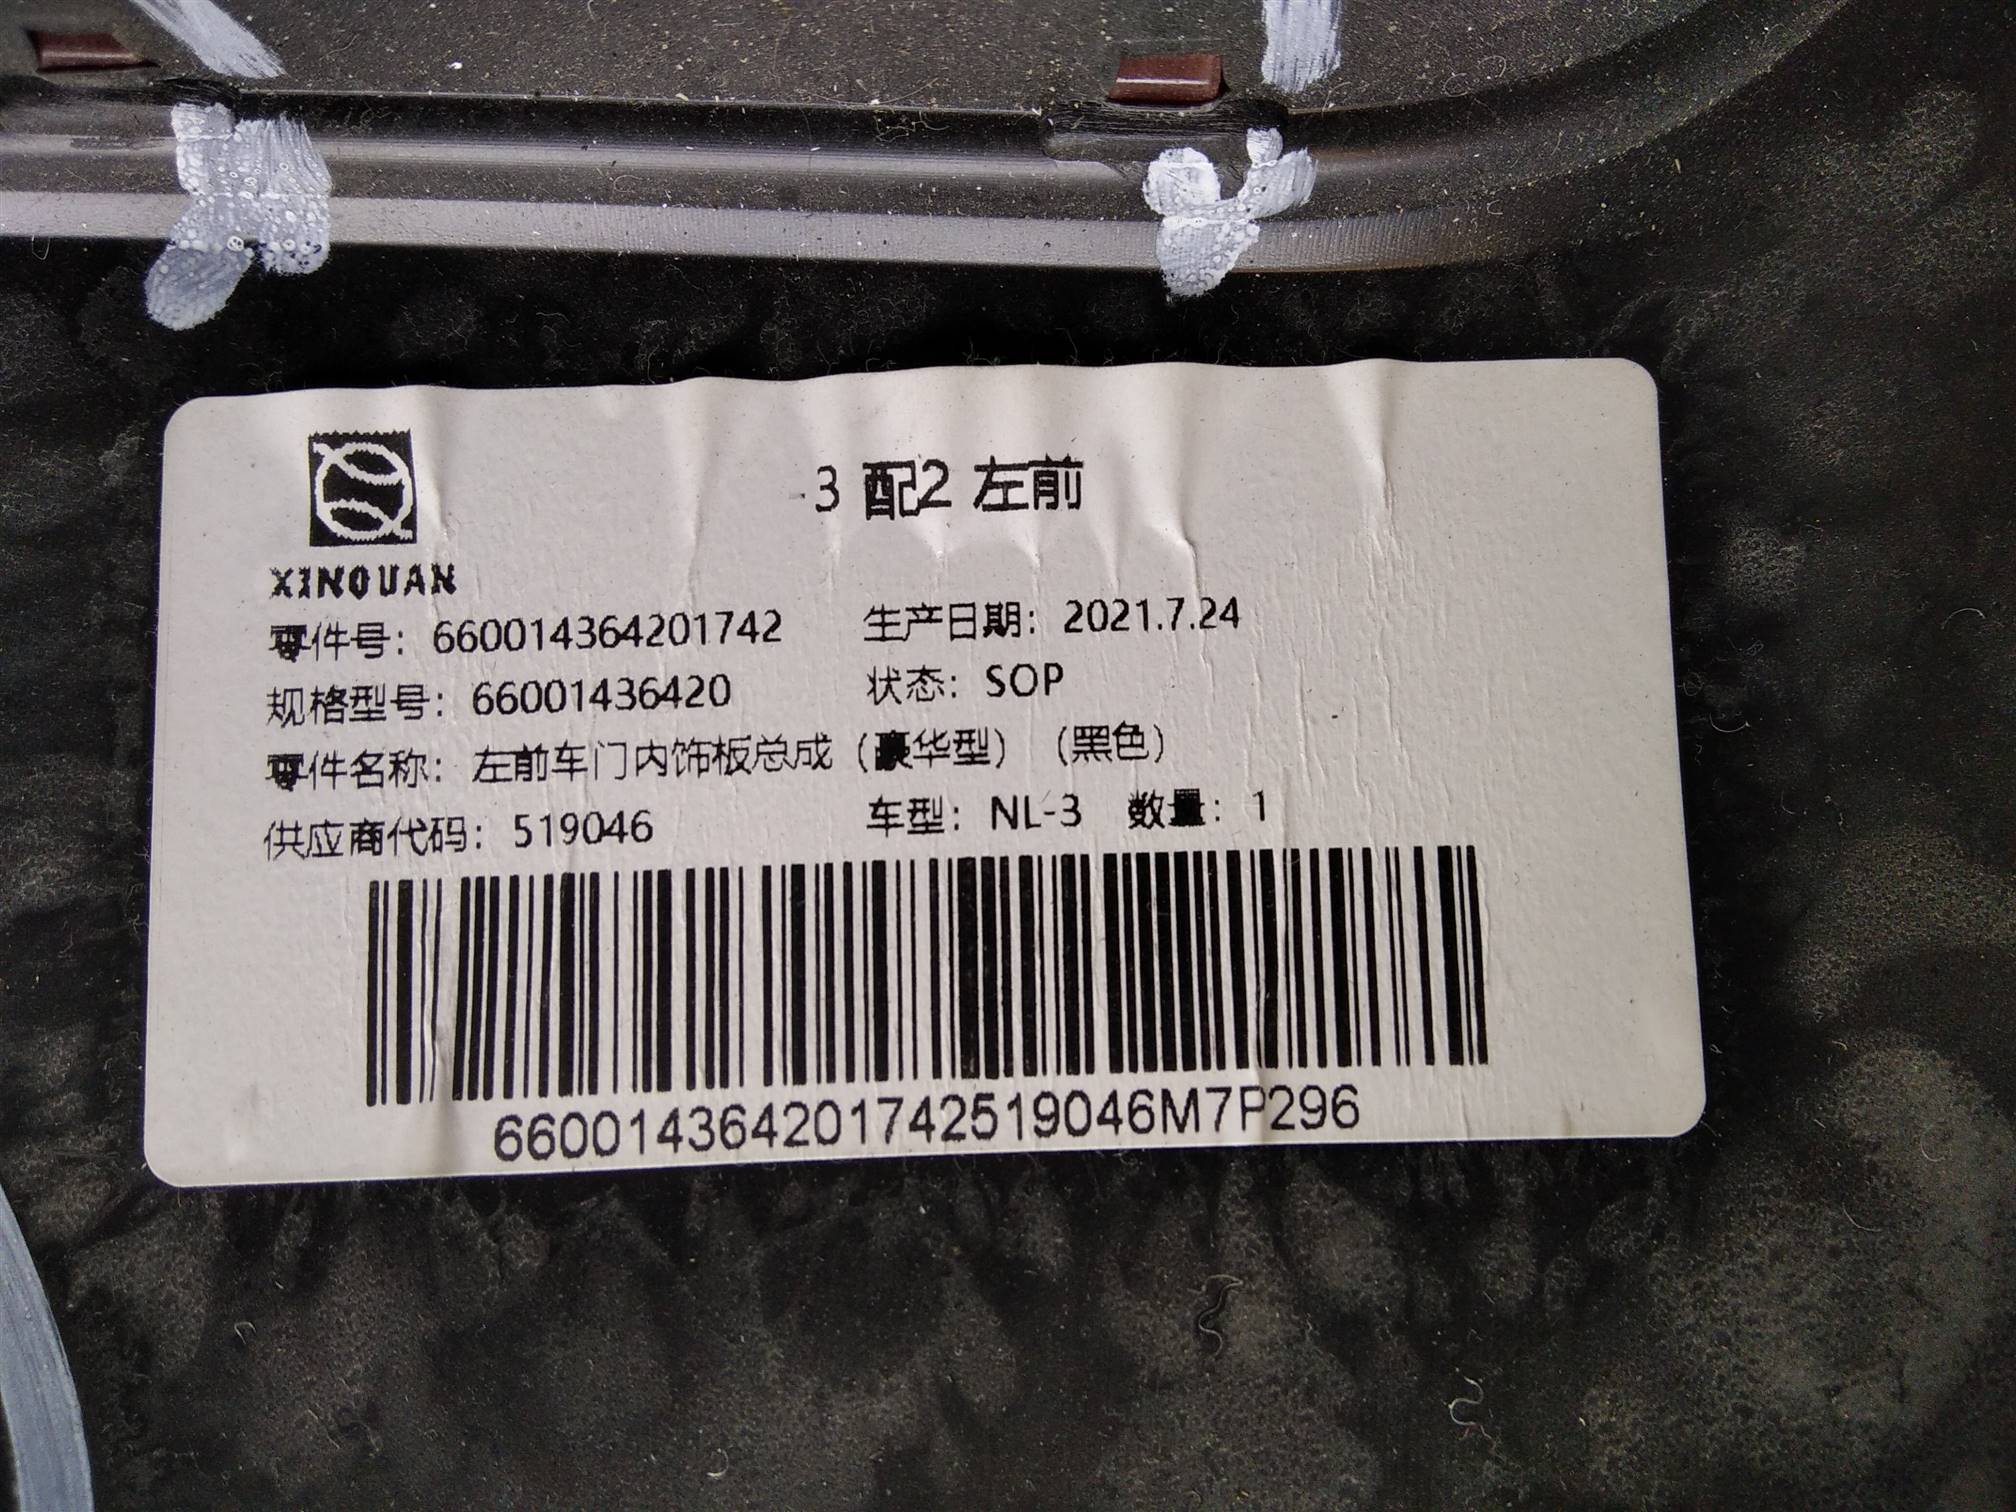 3 配2 左前
XINQUAN
零件号：660014364201742 生产日期：2021.7.24
规格型号：66001436420 状态：SOP
零件名称：左前车门内饰板总成（豪华型）（黑色）
供应商代码：519046 车型：NL-3 数量：1
660014364201742519046M7P296